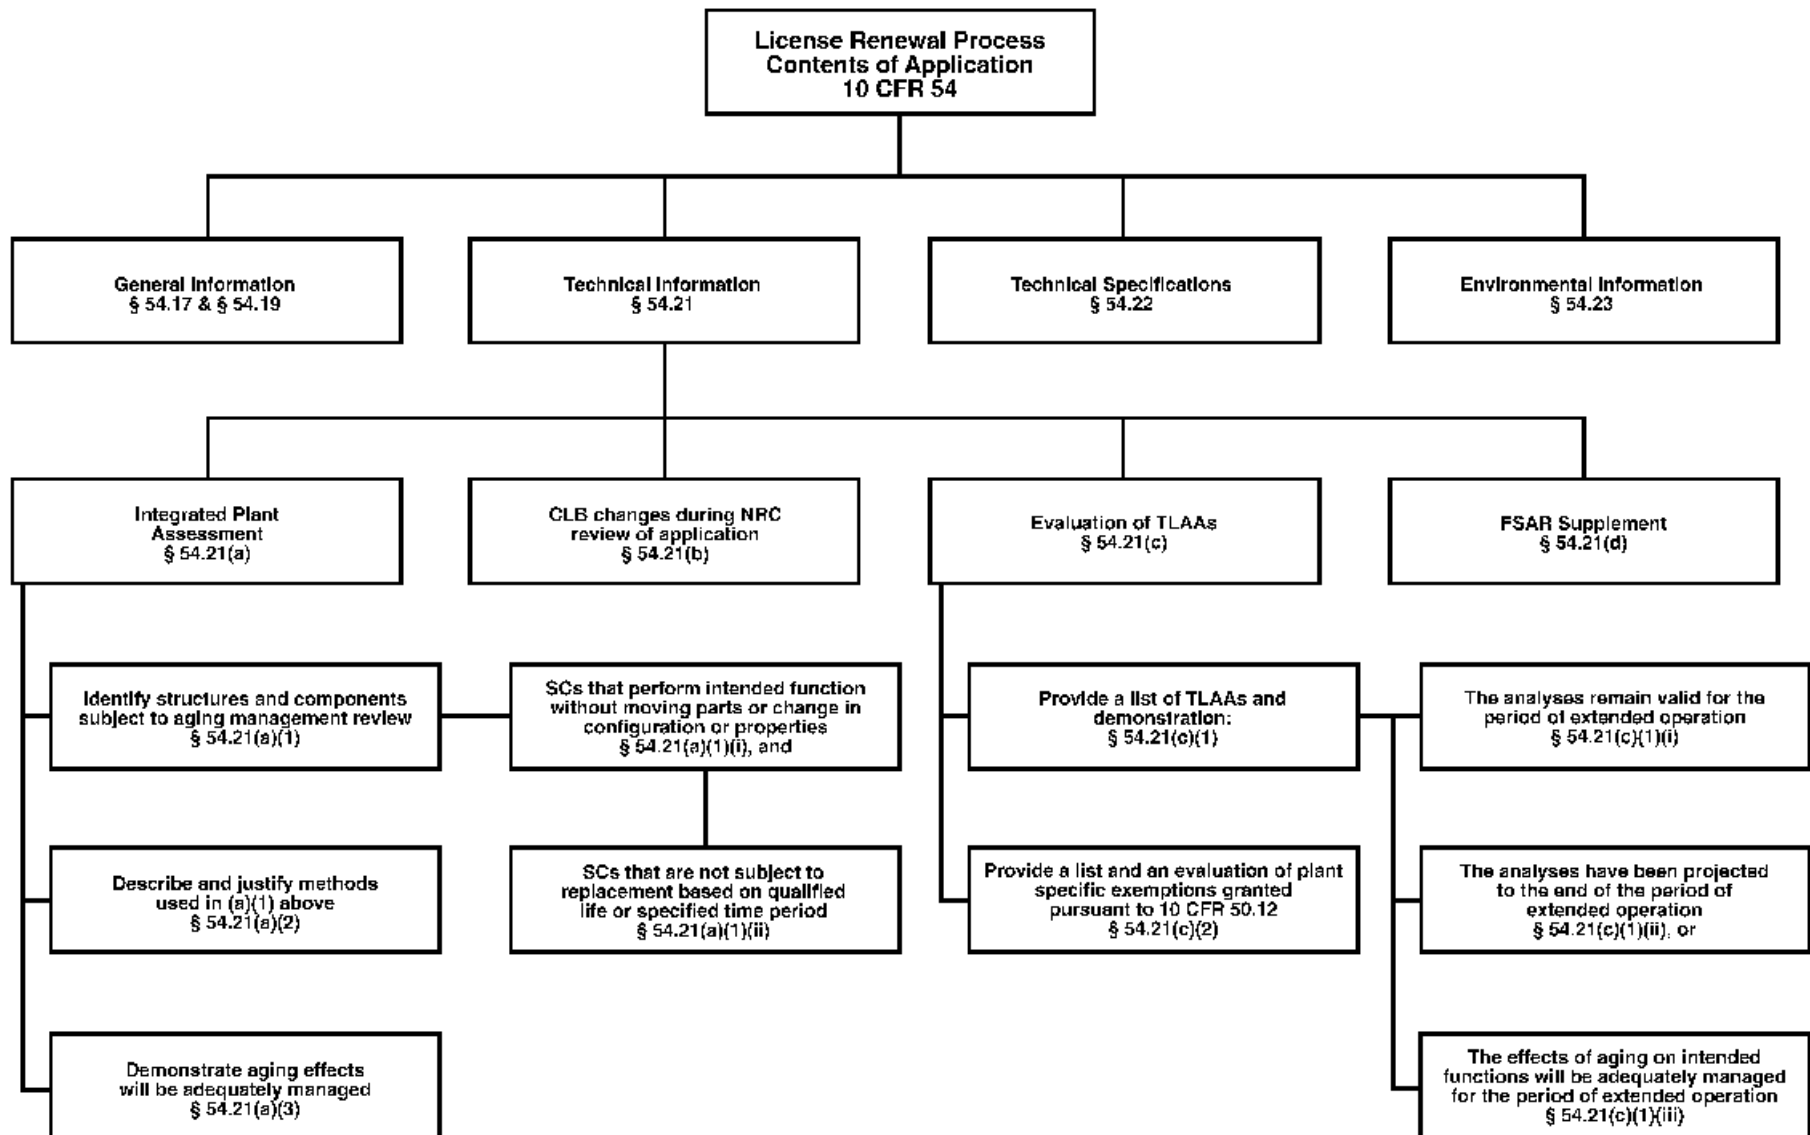 License Renewal Process
Contents of Application
10 CFR 54
General Information
§ 54.17 & § 54.19
Technical Information
§ 54.21
Technical Specifications
§ 54.22
Environmental Information
§ 54.23
Integrated Plant
Assessment
§ 54.21(a)
CLB changes during NRC
review of application
§ 54.21(b)
Evaluation of TLAAs
§ 54.21(c)
FSAR Supplement
§ 54.21(d)
Identify structures and components
subject to aging management review
§ 54.21(a)(1)
SCs that perform intended function
without moving parts or change in
configuration or properties
§ 54.21(a)(1)(i), and
Provide a list of TLAAs and
demonstration:
§ 54.21(c)(1)
The analyses remain valid for the
period of extended operation
§ 54.21(c)(1)(i)
Describe and justify methods
used in (a)(1) above
§ 54.21(a)(2)
SCs that are not subject to
replacement based on qualified
life or specified time period
§ 54.21(a)(1)(ii)
Provide a list and an evaluation of plant
specific exemptions granted
pursuant to 10 CFR 50.12
§ 54.21(c)(2)
The analyses have been projected
to the end of the period of
extended operation
§ 54.21(c)(1)(ii), or
Demonstrate aging effects
will be adequately managed
§ 54.21(a)(3)
The effects of aging on intended
functions will be adequately managed
for the period of extended operation
§ 54.21(c)(1)(iii)